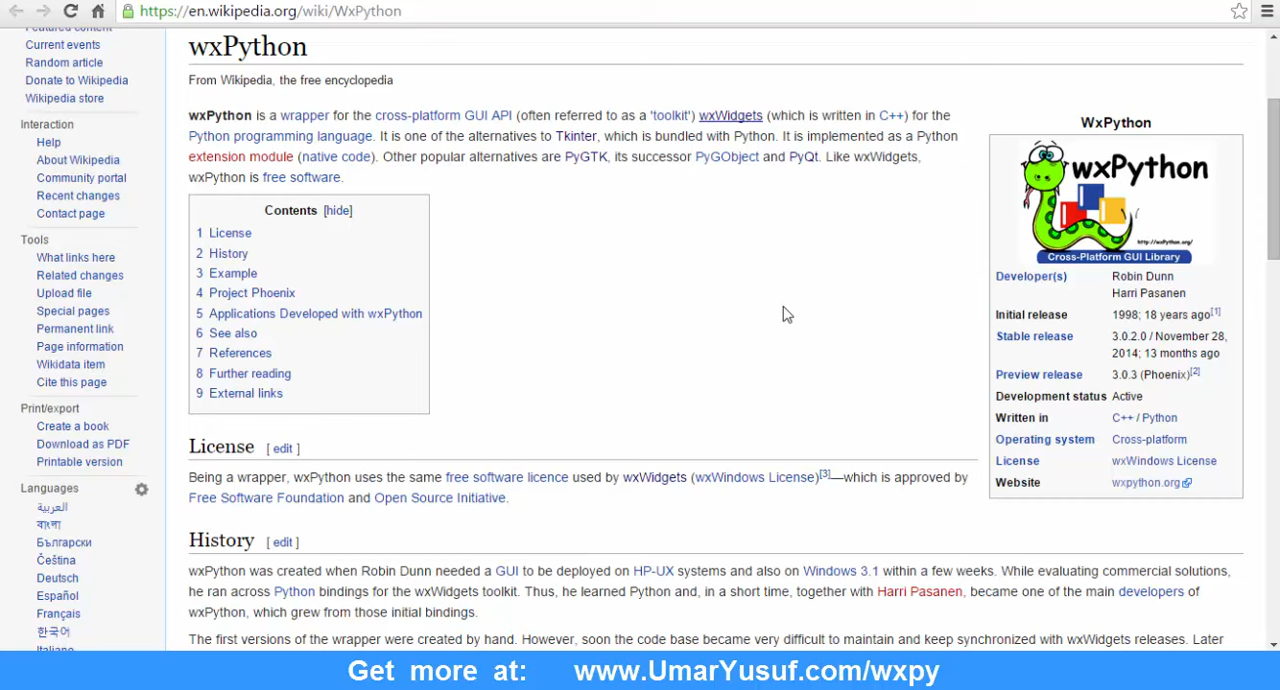 https://en.wikipedia.org/wiki/WxPython
Featured content
Current events
Random article
Donate to Wikipedia
Wikipedia store
Interaction
Help
About Wikipedia
Community portal
Recent changes
Contact page
Tools
What links here
Related changes
Upload file
Special pages
Permanent link
Page information
Wikidata item
Cite this page
Print/export
Create a book
Download as PDF
Printable version
Languages
العربية
বাংলা
Български
Čeština
Deutsch
Español
Français
한국어
Italiano
wxPython
From Wikipedia, the free encyclopedia
wxPython is a wrapper for the cross-platform GUI API (often referred to as a 'toolkit') wxWidgets (which is written in C++) for the
Python programming language. It is one of the alternatives to Tkinter, which is bundled with Python. It is implemented as a Python
extension module (native code). Other popular alternatives are PyGTK, its successor PyGObject and PyQt. Like wxWidgets,
wxPython is free software.
Contents [hide]
1 License
2 History
3 Example
4 Project Phoenix
5 Applications Developed with wxPython
6 See also
7 References
8 Further reading
9 External links
WxPython
wxPython
http://wxPython.org/
Cross-Platform GUI Library
Developer(s) Robin Dunn
Harri Pasanen
Initial release 1998; 18 years ago[1]
Stable release 3.0.2.0 / November 28,
2014; 13 months ago
Preview release 3.0.3 (Phoenix)[2]
Development status Active
Written in C++ / Python
Operating system Cross-platform
License wxWindows License
Website wxpython.org
License [ edit ]
Being a wrapper, wxPython uses the same free software licence used by wxWidgets (wxWindows License)[3]—which is approved by
Free Software Foundation and Open Source Initiative.
History [ edit ]
wxPython was created when Robin Dunn needed a GUI to be deployed on HP-UX systems and also on Windows 3.1 within a few weeks. While evaluating commercial solutions,
he ran across Python bindings for the wxWidgets toolkit. Thus, he learned Python and, in a short time, together with Harri Pasanen, became one of the main developers of
wxPython, which grew from those initial bindings.
The first versions of the wrapper were created by hand. However, soon the code base became very difficult to maintain and keep synchronized with wxWidgets releases. Later
Get more at: www.UmarYusuf.com/wxpy